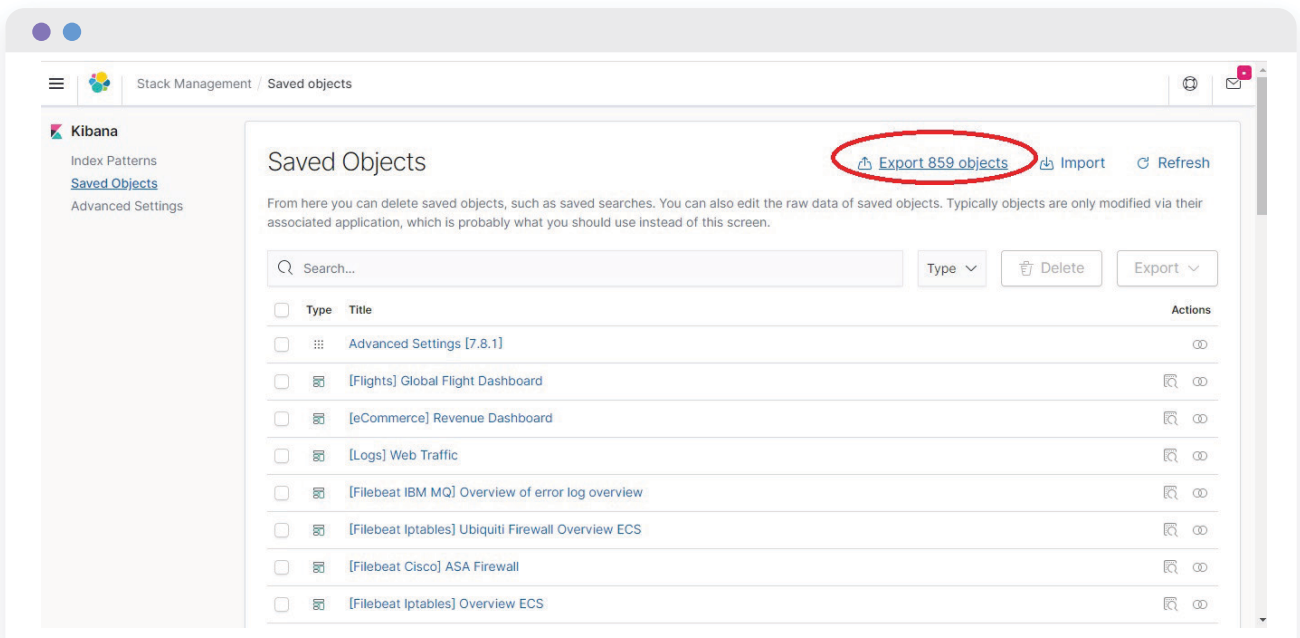 Stack Management / Saved objects
Kibana
Index Patterns
Saved Objects
Advanced Settings
Saved Objects
Export 859 objects
Import
Refresh
From here you can delete saved objects, such as saved searches. You can also edit the raw data of saved objects. Typically objects are only modified via their
associated application, which is probably what you should use instead of this screen.
Search...
Type
Delete
Export
Type Title Actions
Advanced Settings [7.8.1]
[Flights] Global Flight Dashboard
[eCommerce] Revenue Dashboard
[Logs] Web Traffic
[Filebeat IBM MQ] Overview of error log overview
[Filebeat Iptables] Ubiquiti Firewall Overview ECS
[Filebeat Cisco] ASA Firewall
[Filebeat Iptables] Overview ECS